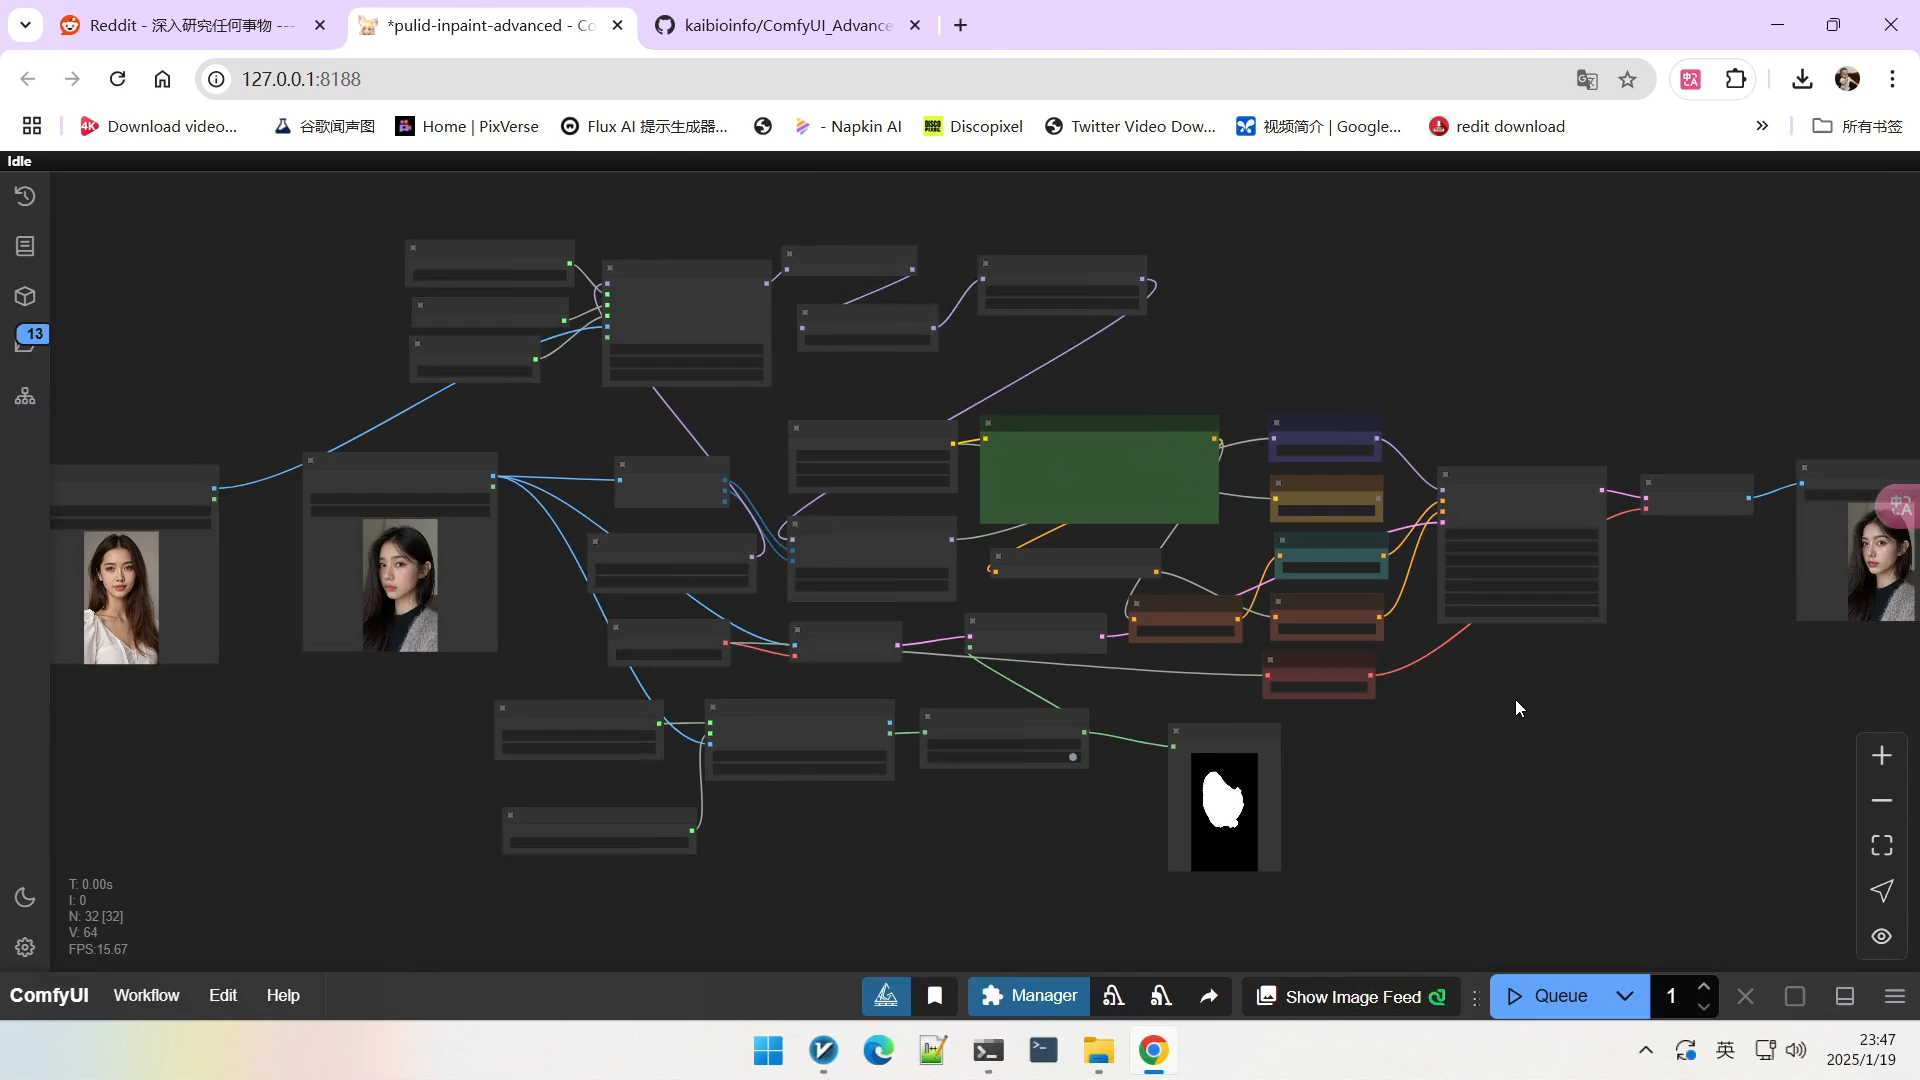 Reddit - 深入研究任何事物 ---
*pulid-inpaint-advanced - Co
kaibioinfo/ComfyUI_Advance
127.0.0.1:8188
4K
Download video...
谷歌闻声图
Home | PixVerse
Flux AI 提示生成器...
- Napkin AI
Discopixel
Twitter Video Dow...
视频简介 | Google...
redit download
所有书签
Idle
13
T: 0.00s
I: 0
N: 32 [32]
V: 64
FPS:15.67
ComfyUI
Workflow
Edit
Help
Manager
Show Image Feed
Queue
1
英
23:47
2025/1/19